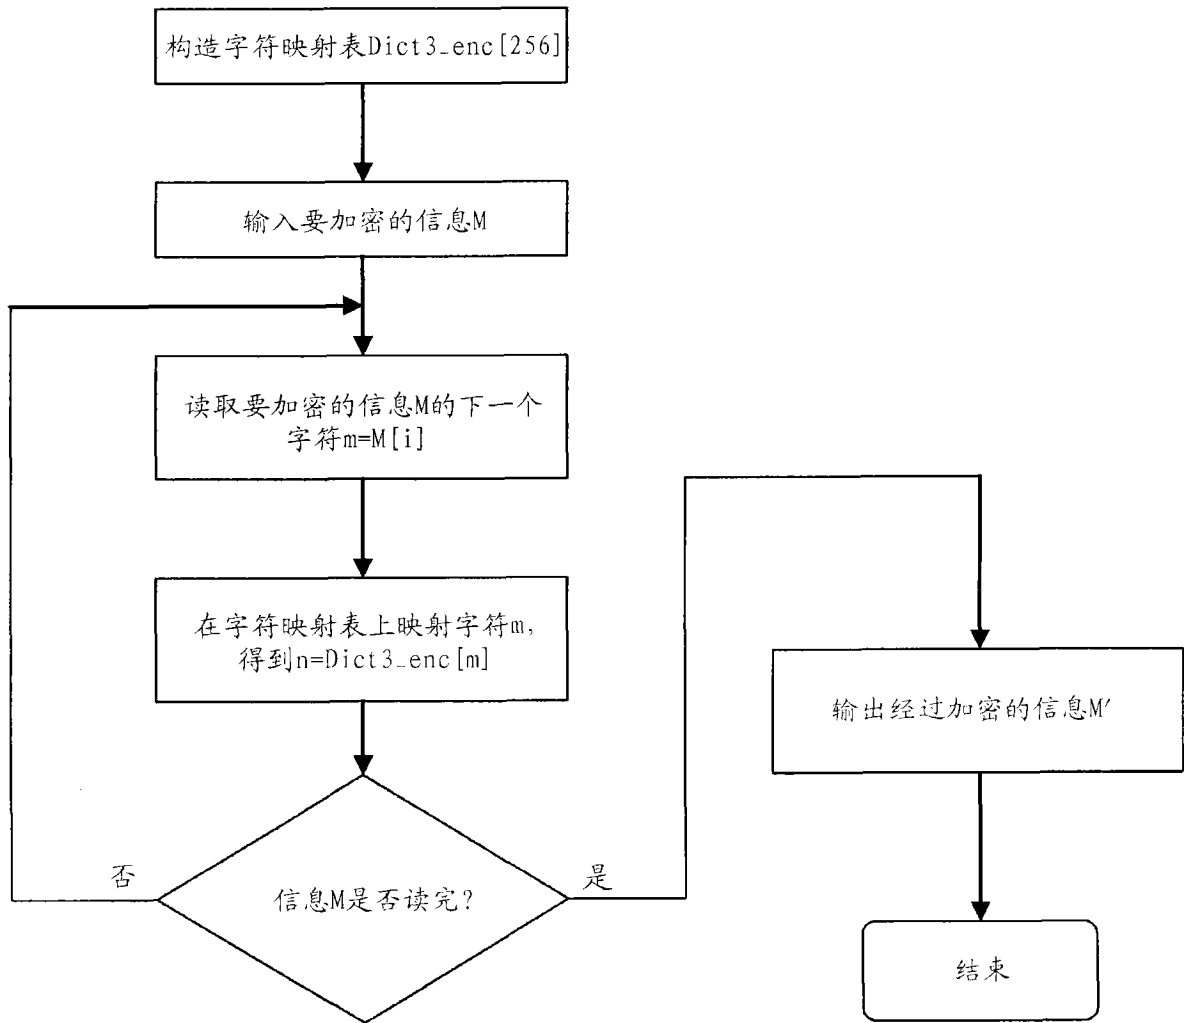 构造字符映射表Dict3_enc[256]
输入要加密的信息M
读取要加密的信息M的下一个
字符m=M[i]
在字符映射表上映射字符m,
得到n=Dict3_enc[m]
信息M是否读完?
否
是
输出经过加密的信息M′
结束